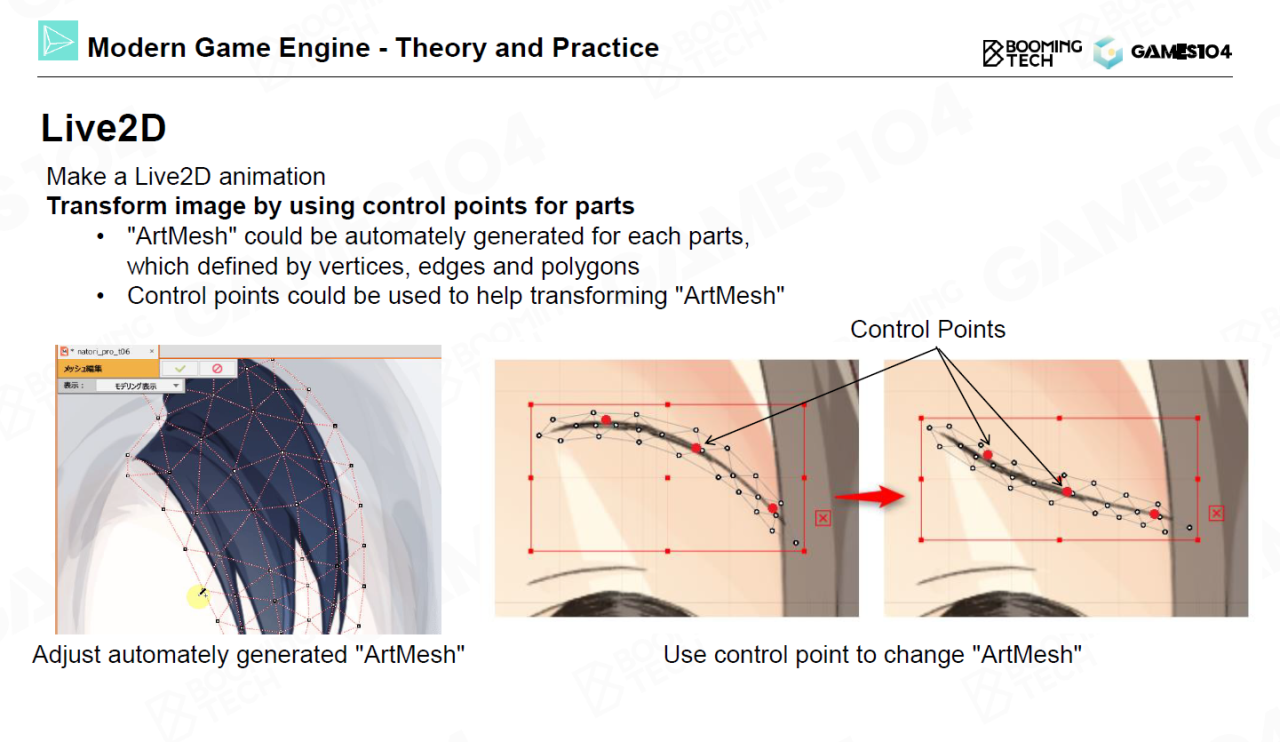 Modern Game Engine - Theory and Practice
BOOMING
TECH
GAMES104
Live2D
Make a Live2D animation
Transform image by using control points for parts
• "ArtMesh" could be automately generated for each parts,
which defined by vertices, edges and polygons
• Control points could be used to help transforming "ArtMesh"
Control Points
* natori_pro_t06
メッシュ編集
表示：
モデリング表示
Adjust automately generated "ArtMesh"
Use control point to change "ArtMesh"